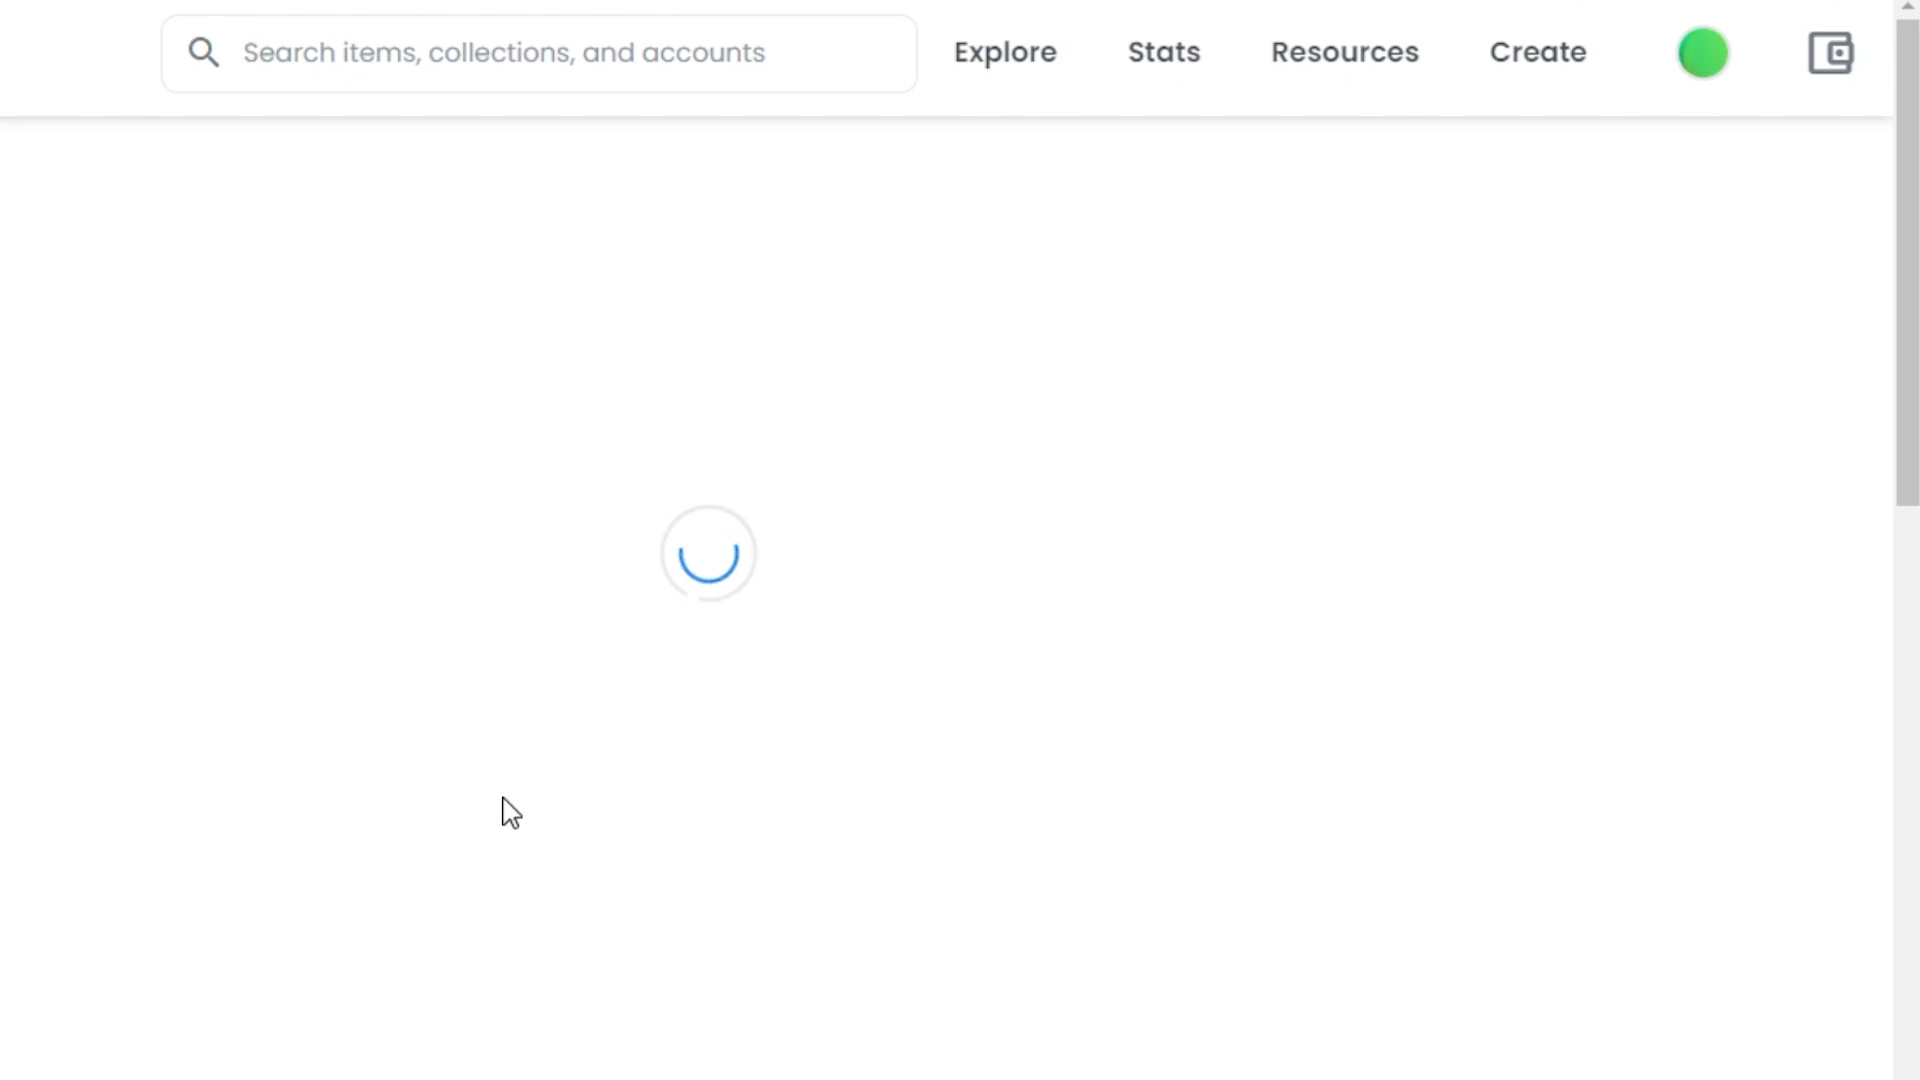 Search items, collections, and accounts
Explore
Stats
Resources
Create